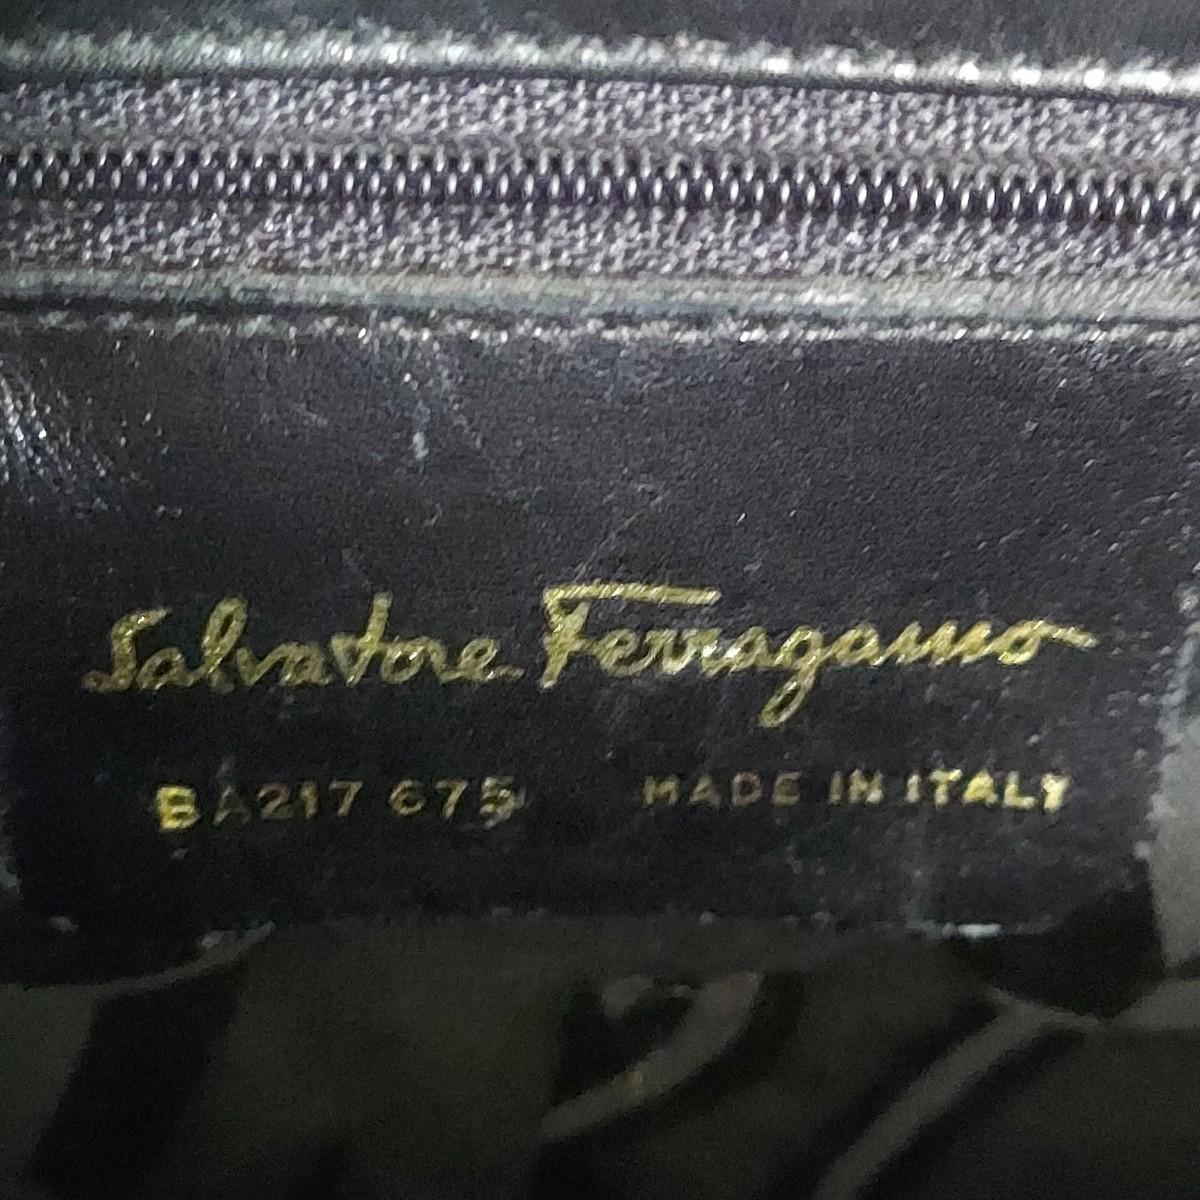 Salvatore Ferragamo
BA217 675 MADE IN ITALY